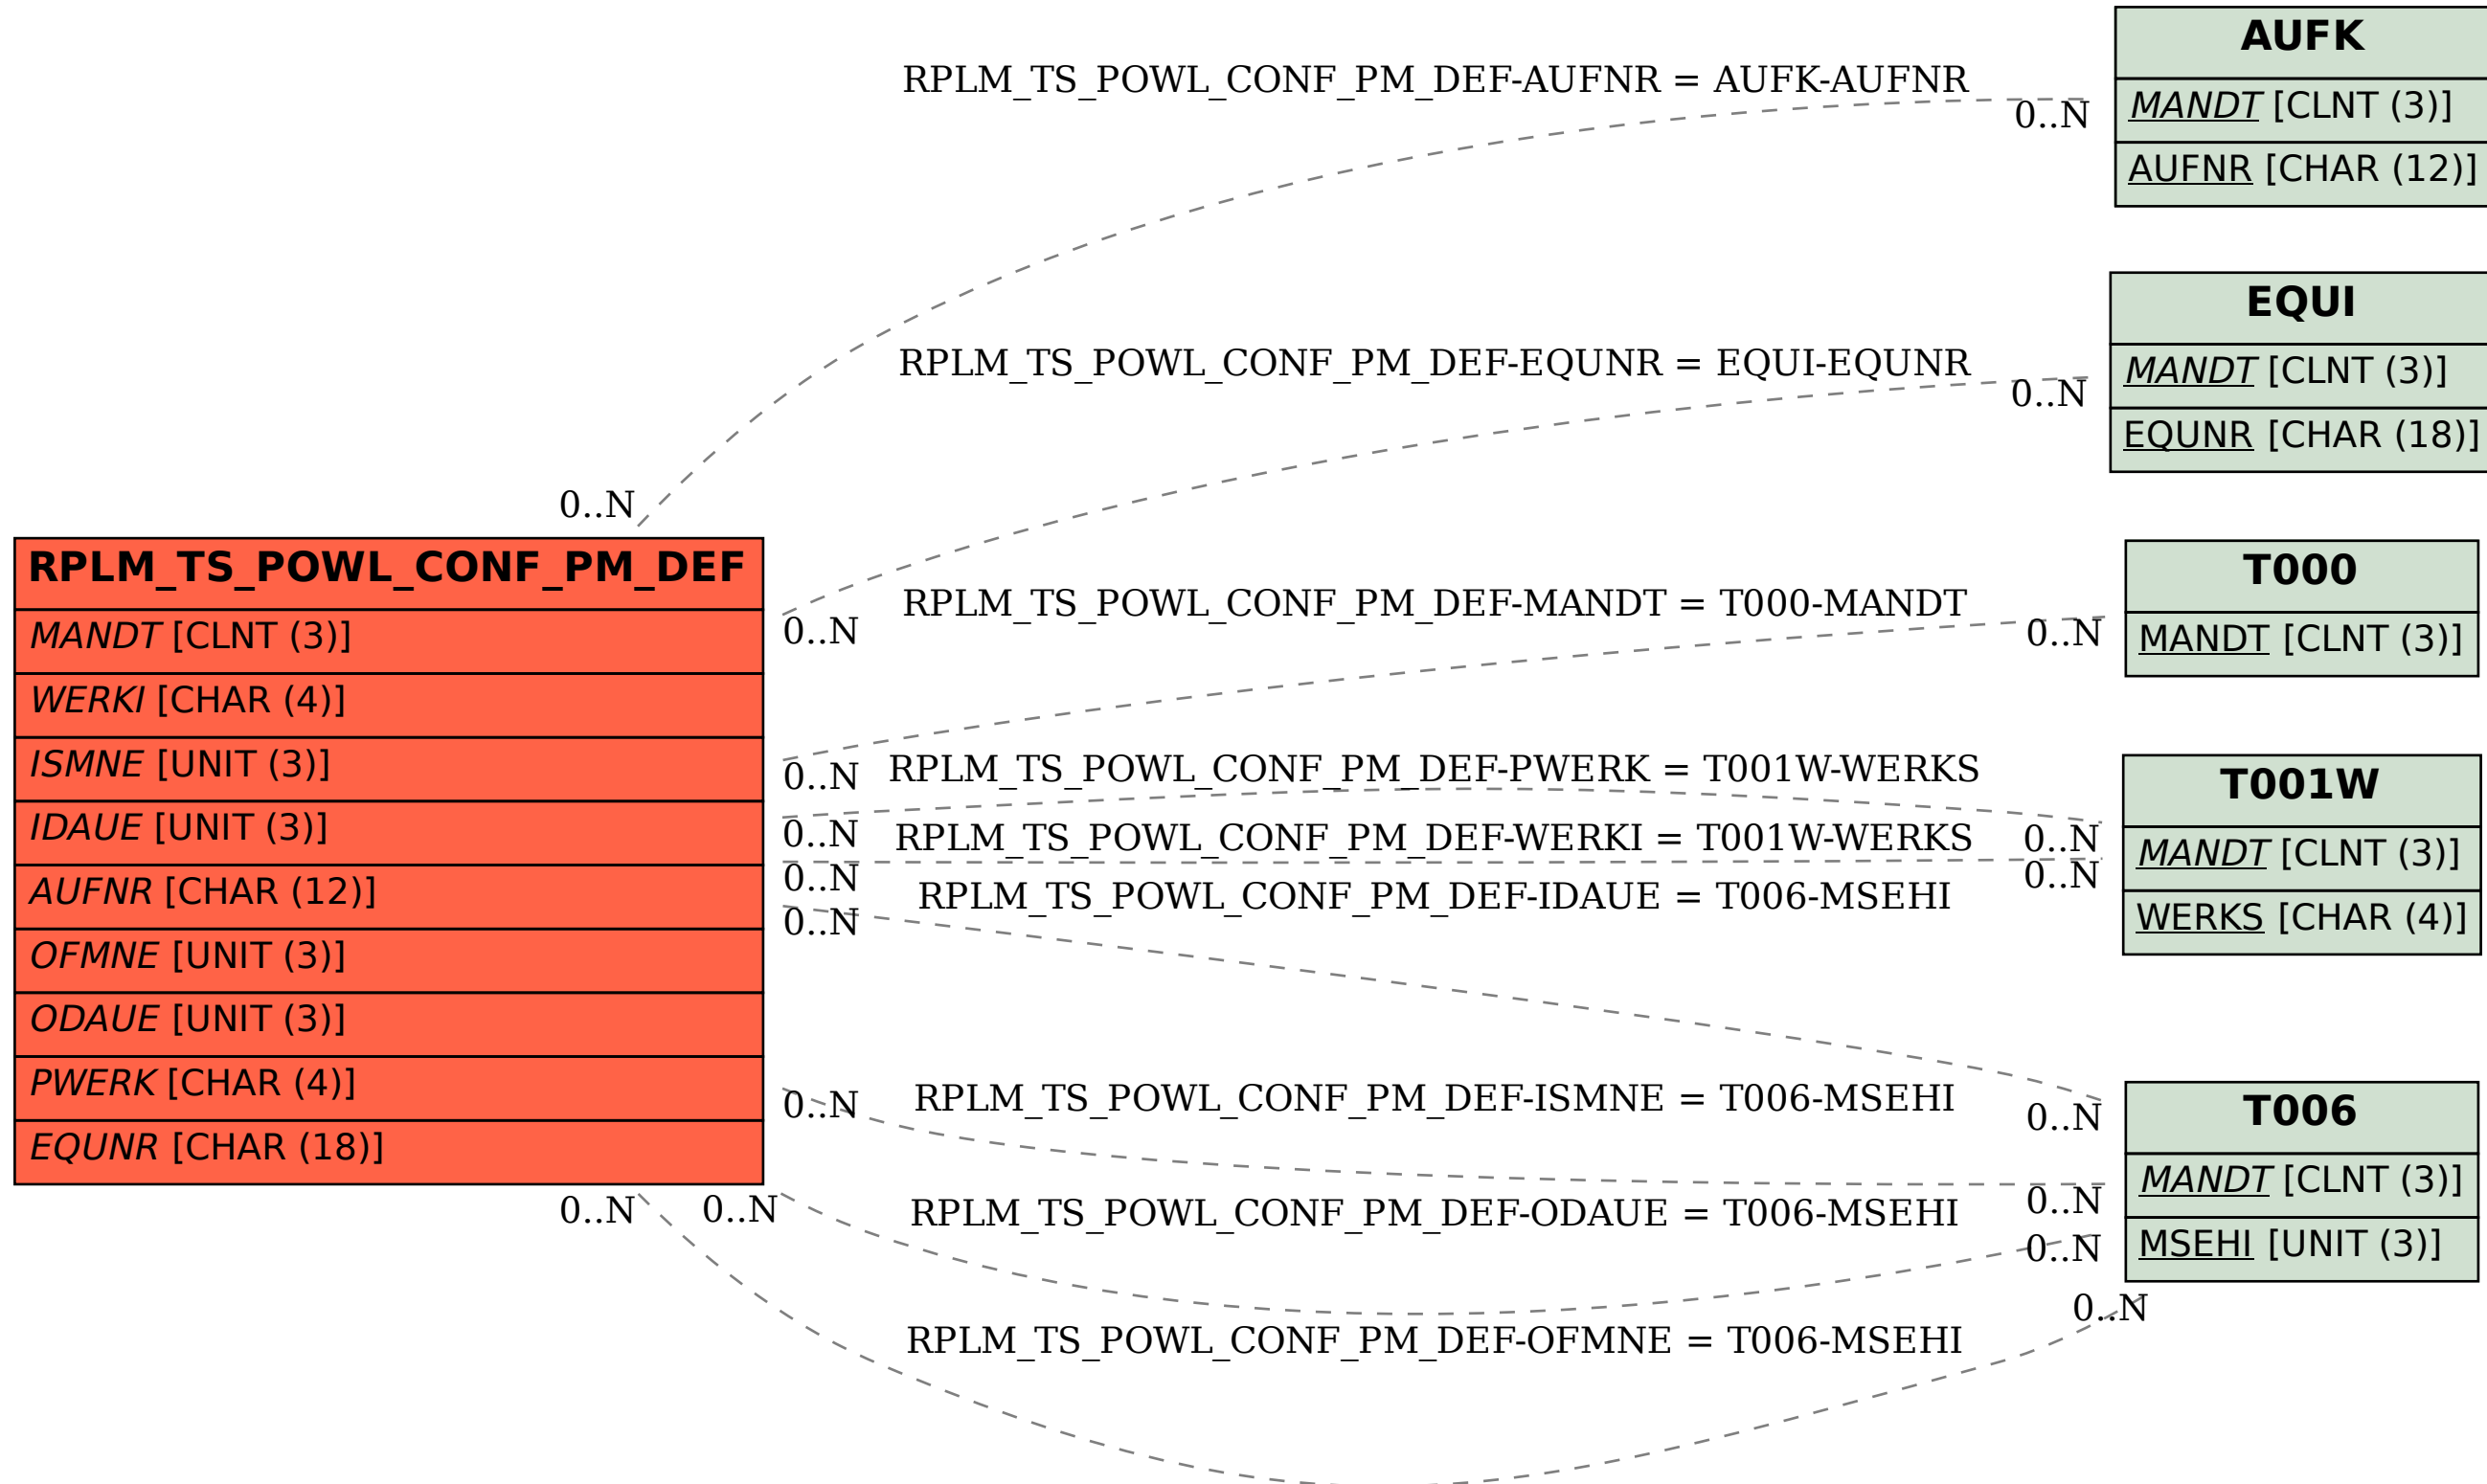 AUFK
MANDT [CLNT (3)]
AUFNR [CHAR (12)]
RPLM_TS_POWL_CONF_PM_DEF-AUFNR = AUFK-AUFNR
0..N
0..N
EQUI
MANDT [CLNT (3)]
EQUNR [CHAR (18)]
RPLM_TS_POWL_CONF_PM_DEF-EQUNR = EQUI-EQUNR
0..N
0..N
RPLM_TS_POWL_CONF_PM_DEF
MANDT [CLNT (3)]
WERKI [CHAR (4)]
ISMNE [UNIT (3)]
IDAUE [UNIT (3)]
AUFNR [CHAR (12)]
OFMNE [UNIT (3)]
ODAUE [UNIT (3)]
PWERK [CHAR (4)]
EQUNR [CHAR (18)]
RPLM_TS_POWL_CONF_PM_DEF-MANDT = T000-MANDT
0..N
0..N
T000
MANDT [CLNT (3)]
RPLM_TS_POWL_CONF_PM_DEF-PWERK = T001W-WERKS
0..N
0..N
RPLM_TS_POWL_CONF_PM_DEF-WERKI = T001W-WERKS
0..N
0..N
T001W
MANDT [CLNT (3)]
WERKS [CHAR (4)]
RPLM_TS_POWL_CONF_PM_DEF-IDAUE = T006-MSEHI
0..N
0..N
RPLM_TS_POWL_CONF_PM_DEF-ISMNE = T006-MSEHI
0..N
0..N
T006
MANDT [CLNT (3)]
MSEHI [UNIT (3)]
RPLM_TS_POWL_CONF_PM_DEF-ODAUE = T006-MSEHI
0..N
0..N
RPLM_TS_POWL_CONF_PM_DEF-OFMNE = T006-MSEHI
0..N
0..N